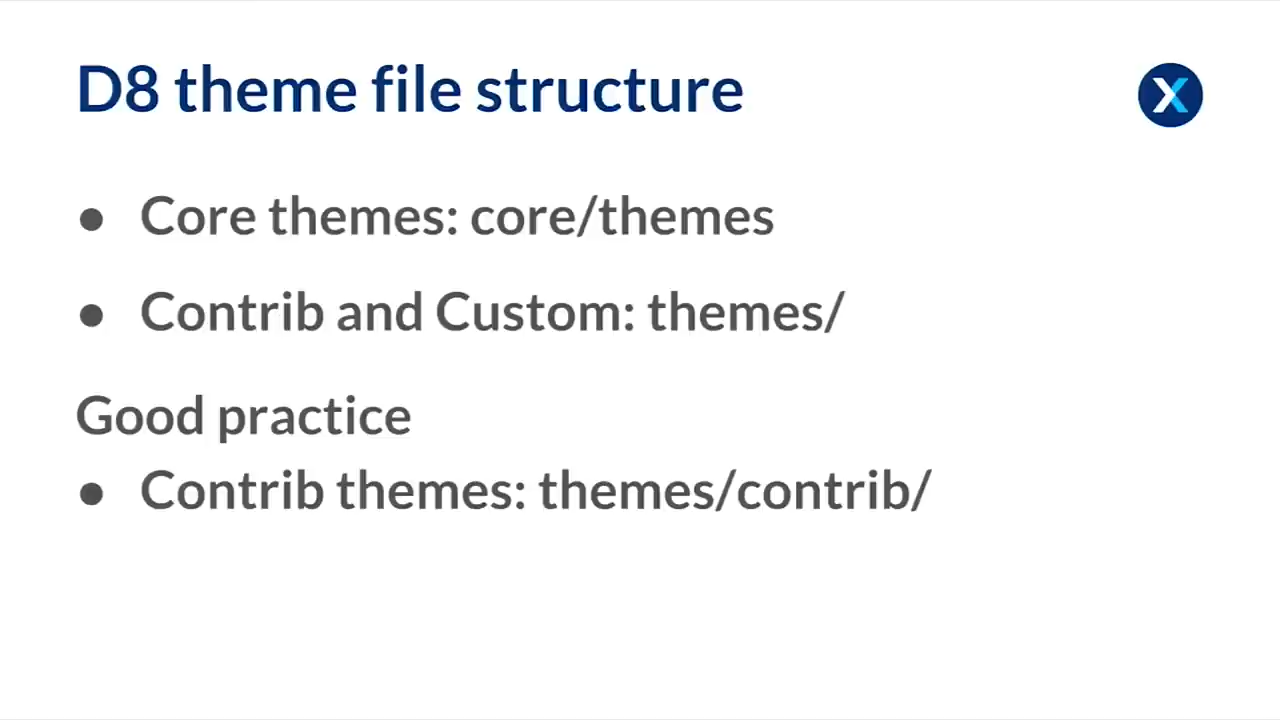 D8 theme file structure
● Core themes: core/themes
● Contrib and Custom: themes/
Good practice
● Contrib themes: themes/contrib/